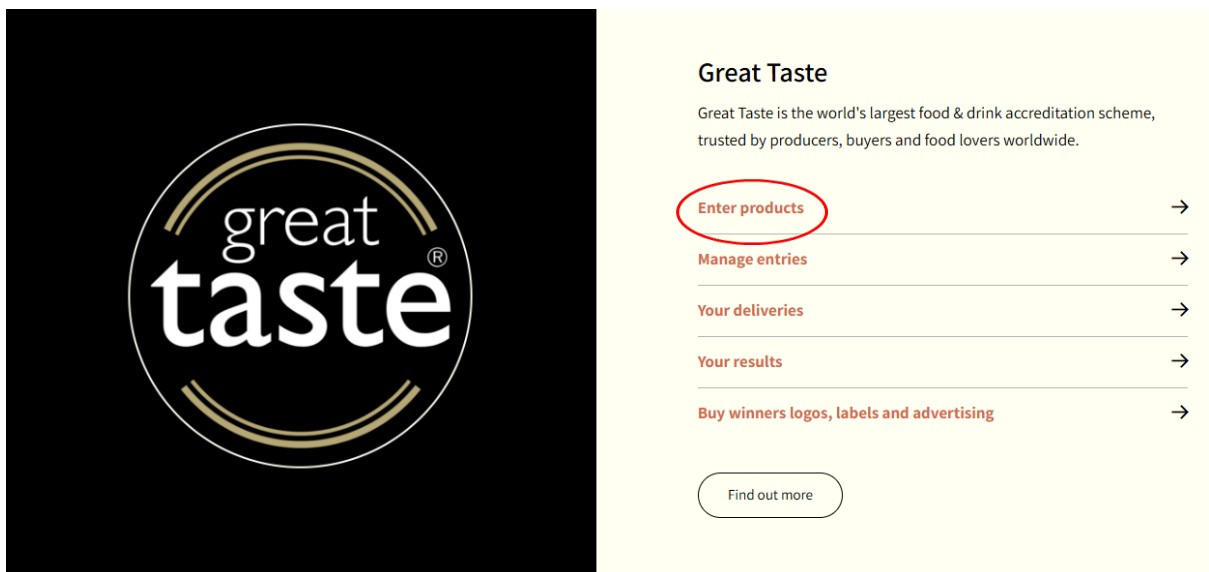 great
taste®
Great Taste
Great Taste is the world's largest food & drink accreditation scheme,
trusted by producers, buyers and food lovers worldwide.
Enter products
Manage entries
Your deliveries
Your results
Buy winners logos, labels and advertising
Find out more